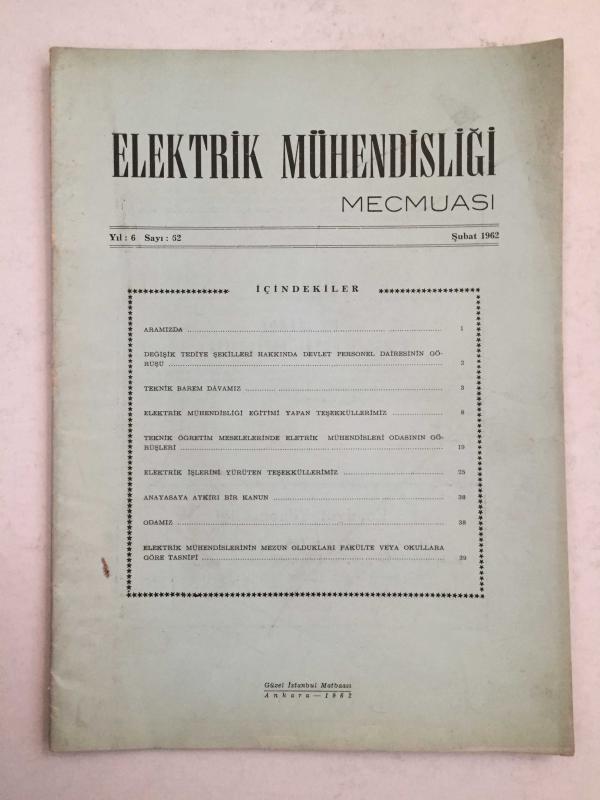 ELEKTRİK MÜHENDİSLİĞİ
MECMUASI
Yıl : 6 Sayı : 52 Şubat 1962
İÇİNDEKİLER
ARAMIZDA 1
DEĞİŞİK TEDİYE ŞEKİLLERİ HAKKINDA DEVLET PERSONEL DAİRESİNİN GÖ-
RÜŞÜ 2
TEKNİK BAREM DÂVAMIZ 3
ELEKTRİK MÜHENDİSLİĞİ EĞİTİMİ YAPAN TEŞEKKÜLLERİMİZ 8
TEKNİK ÖĞRETİM MESELELERİNDE ELETRİK MÜHENDİSLERİ ODASININ GÖ-
RÜŞLERİ 19
ELEKTRİK İŞLERİNİ YÜRÜTEN TEŞEKKÜLLERİMİZ 25
ANAYASAYA AYKIRI BİR KANUN 38
ODAMIZ 38
ELEKTRİK MÜHENDİSLERİNİN MEZUN OLDUKLARI FAKÜLTE VEYA OKULLARA
GÖRE TASNİFİ 39
Güzel İstanbul Matbaası
Ankara — 1962